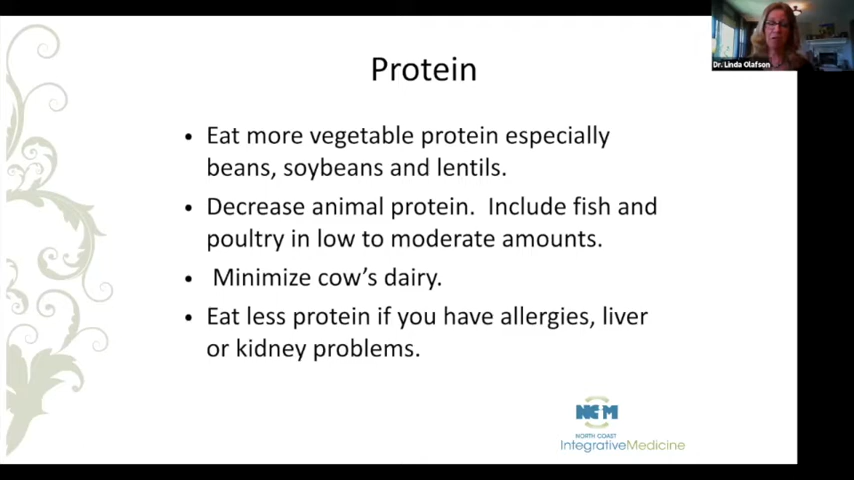 Dr. Linda Olafson
Protein
• Eat more vegetable protein especially
beans, soybeans and lentils.
• Decrease animal protein.  Include fish and
poultry in low to moderate amounts.
• Minimize cow's dairy.
• Eat less protein if you have allergies, liver
or kidney problems.
NCIM
NORTH COAST
IntegrativeMedicine